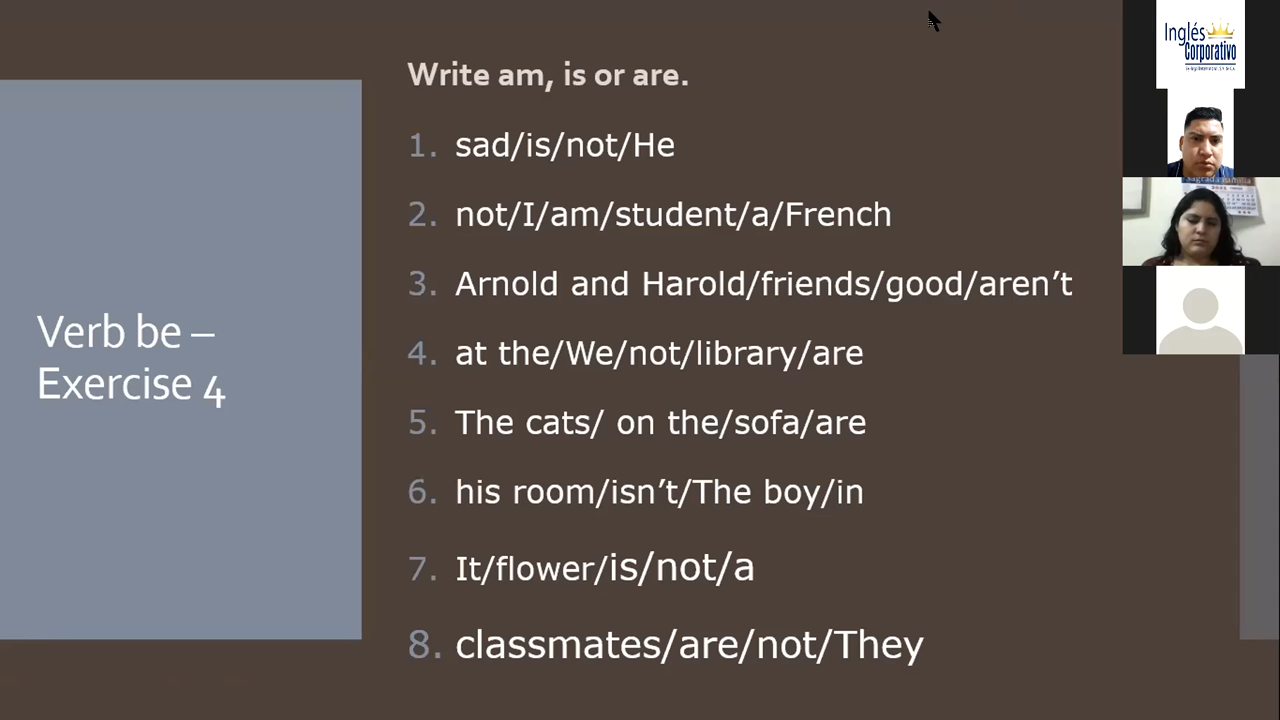 Write am, is or are.
1. sad/is/not/He
2. not/I/am/student/a/French
3. Arnold and Harold/friends/good/aren’t
4. at the/We/not/library/are
5. The cats/ on the/sofa/are
6. his room/isn’t/The boy/in
7. It/flower/is/not/a
8. classmates/are/not/They
Verb be –
Exercise 4
Inglés
Corporativo
Sagrada Familia